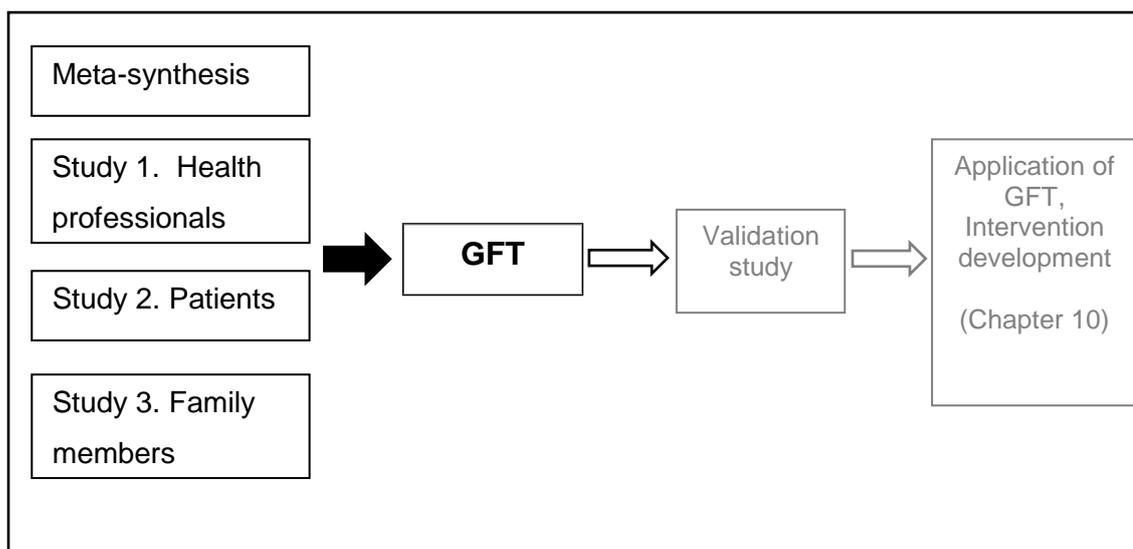 Meta-synthesis
Study 1.  Health
professionals
Study 2. Patients
Study 3. Family
members
GFT
Validation
study
Application of
GFT,
Intervention
development
(Chapter 10)